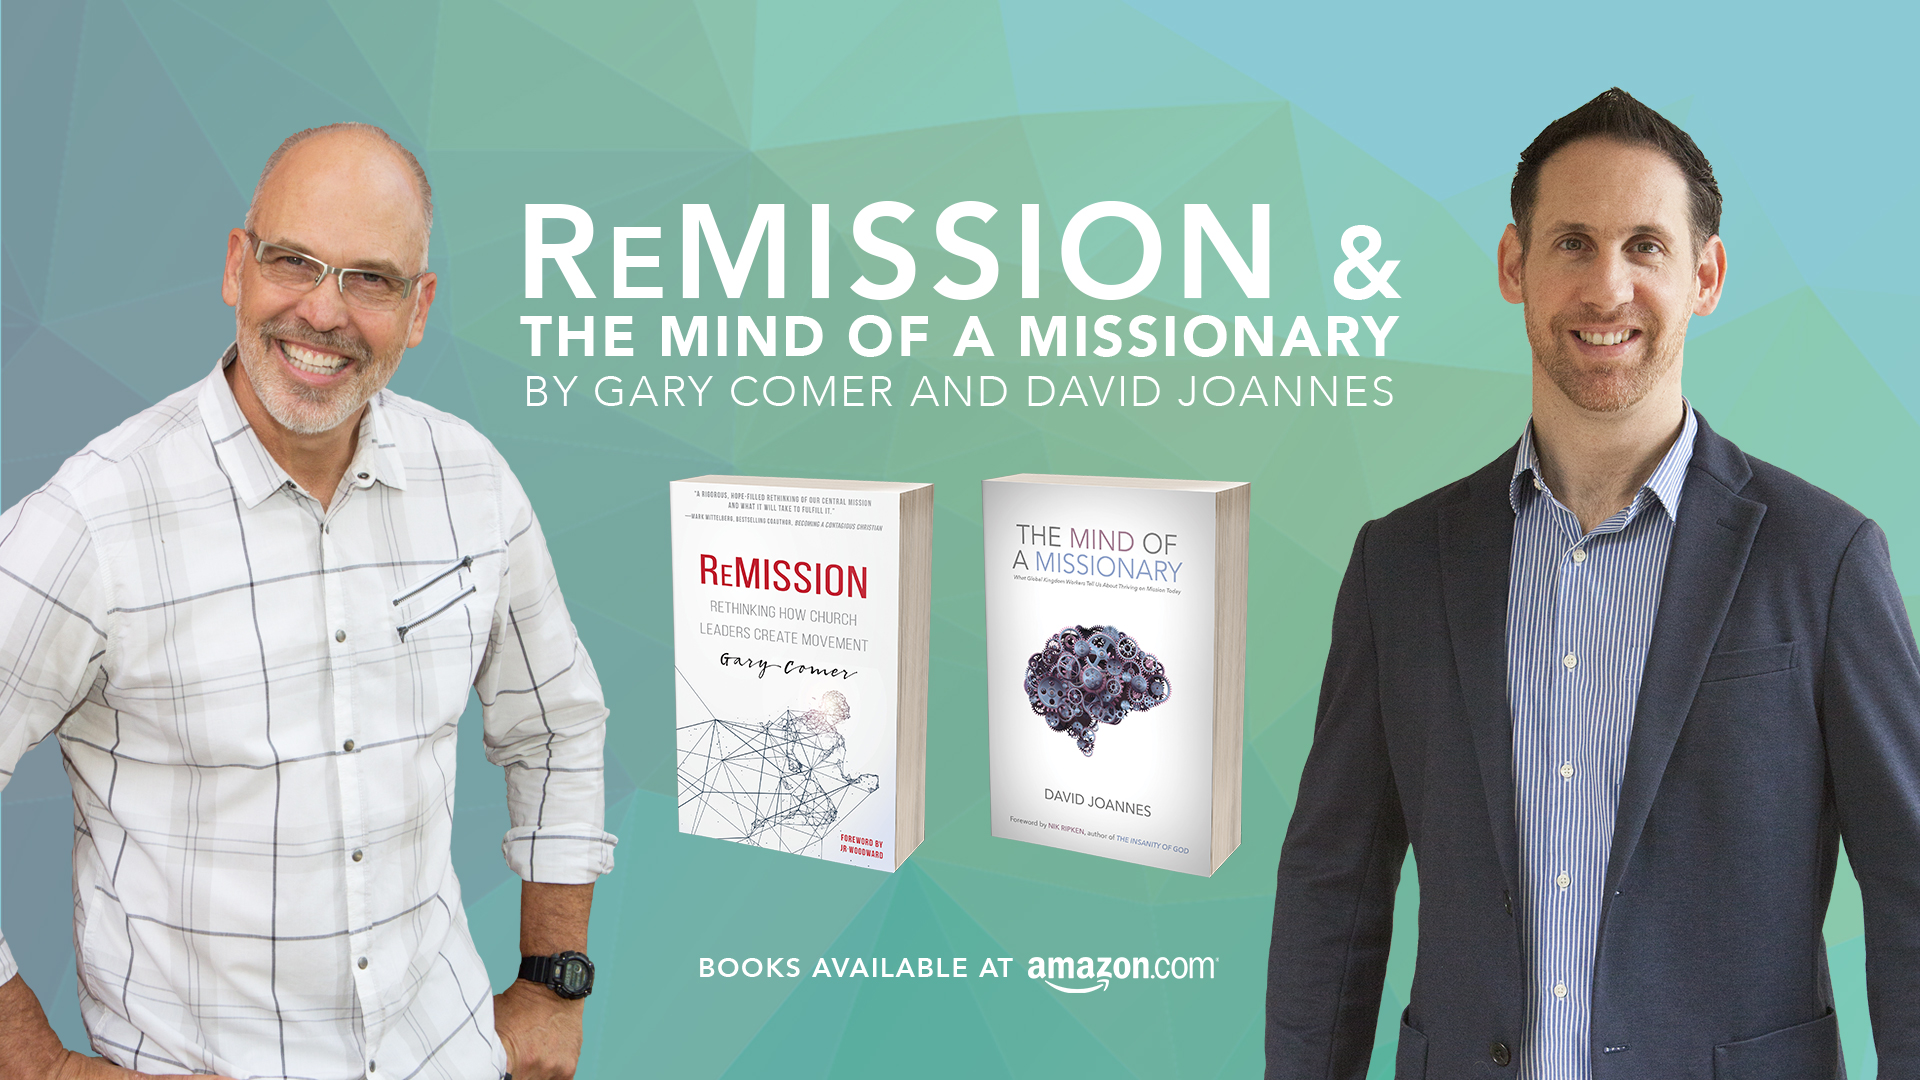 ReMISSION &
THE MIND OF A MISSIONARY
BY GARY COMER AND DAVID JOANNES
"A RIGOROUS, HOPE-FILLED RETHINKING OF OUR CENTRAL MISSION
AND WHAT IT WILL TAKE TO FULFILL IT."
—MARK MITTELBERG, BESTSELLING COAUTHOR, BECOMING A CONTAGIOUS CHRISTIAN
ReMISSION
RETHINKING HOW CHURCH
LEADERS CREATE MOVEMENT
Gary Comer
FOREWORD BY
JR WOODWARD
THE MIND OF
A MISSIONARY
What Global Kingdom Workers Tell Us About Thriving on Mission Today
DAVID JOANNES
Foreword by NIK RIPKEN, author of THE INSANITY OF GOD
BOOKS AVAILABLE AT amazon.com